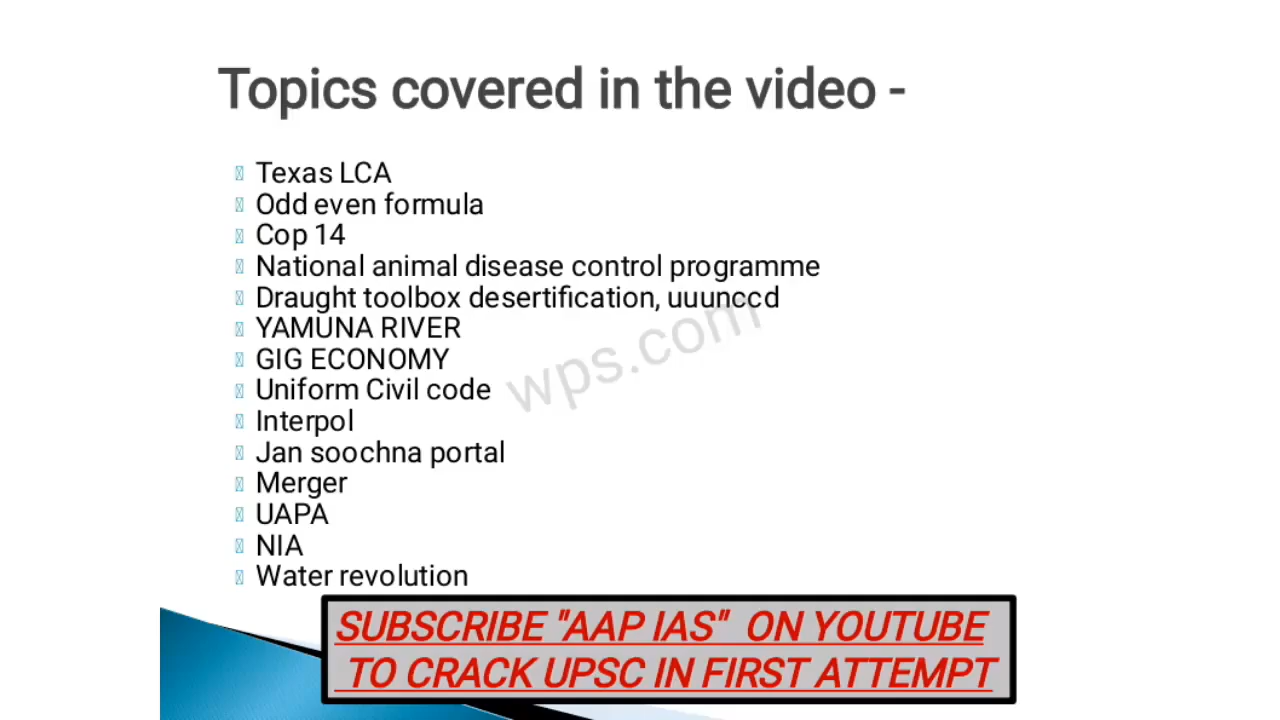 Topics covered in the video -
Texas LCA
Odd even formula
Cop 14
National animal disease control programme
Draught toolbox desertification, uuunccd
YAMUNA RIVER
GIG ECONOMY
Uniform Civil code
Interpol
Jan soochna portal
Merger
UAPA
NIA
Water revolution
wps.com
SUBSCRIBE "AAP IAS" ON YOUTUBE
TO CRACK UPSC IN FIRST ATTEMPT